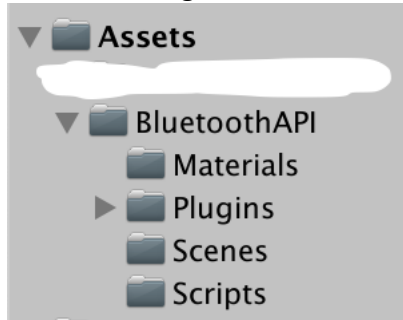 Assets
BluetoothAPI
Materials
Plugins
Scenes
Scripts